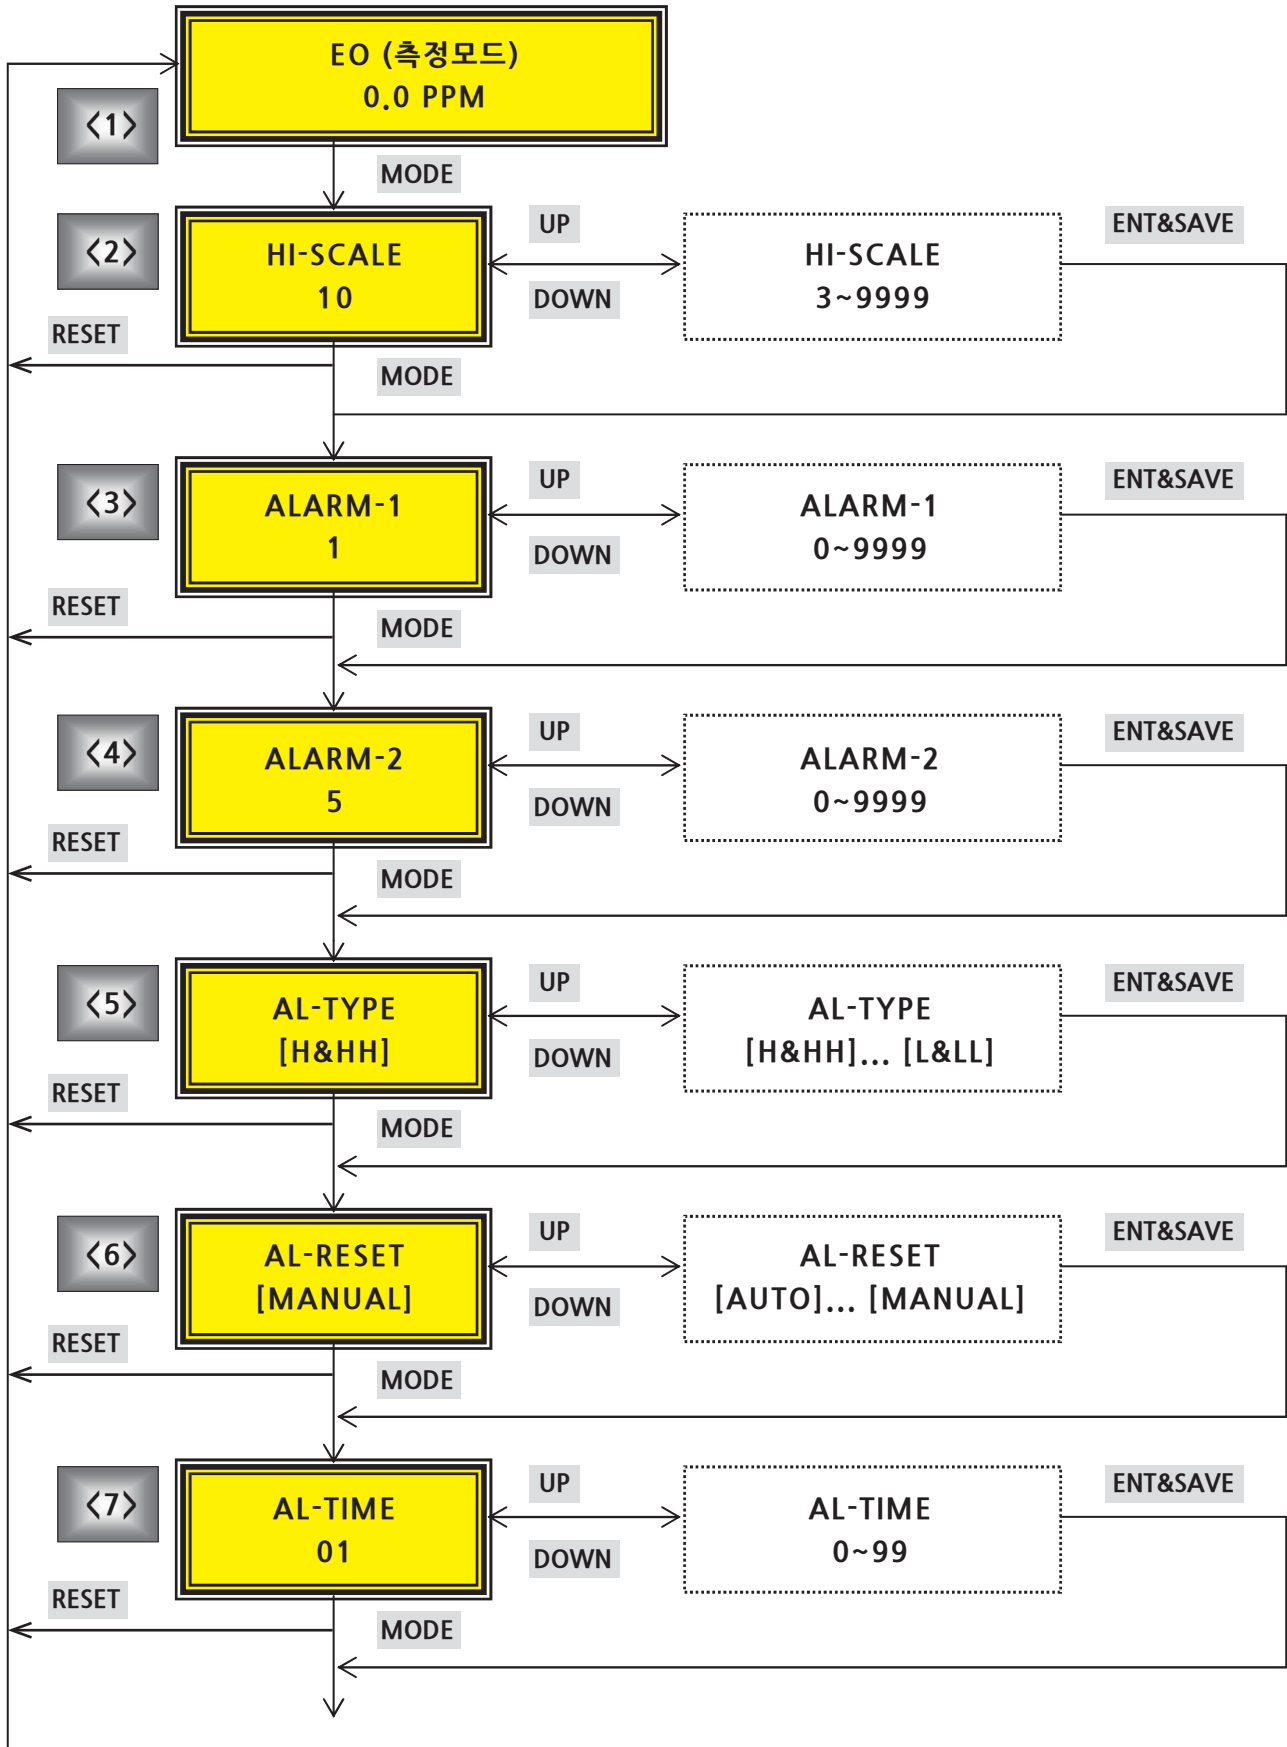 EO (측정모드)
0.0 PPM
<1>
MODE
<2>
HI-SCALE
10
UP
DOWN
HI-SCALE
3~9999
ENT&SAVE
RESET
MODE
<3>
ALARM-1
1
UP
DOWN
ALARM-1
0~9999
ENT&SAVE
RESET
MODE
<4>
ALARM-2
5
UP
DOWN
ALARM-2
0~9999
ENT&SAVE
RESET
MODE
<5>
AL-TYPE
[H&HH]
UP
DOWN
AL-TYPE
[H&HH]... [L&LL]
ENT&SAVE
RESET
MODE
<6>
AL-RESET
[MANUAL]
UP
DOWN
AL-RESET
[AUTO]... [MANUAL]
ENT&SAVE
RESET
MODE
<7>
AL-TIME
01
UP
DOWN
AL-TIME
0~99
ENT&SAVE
RESET
MODE